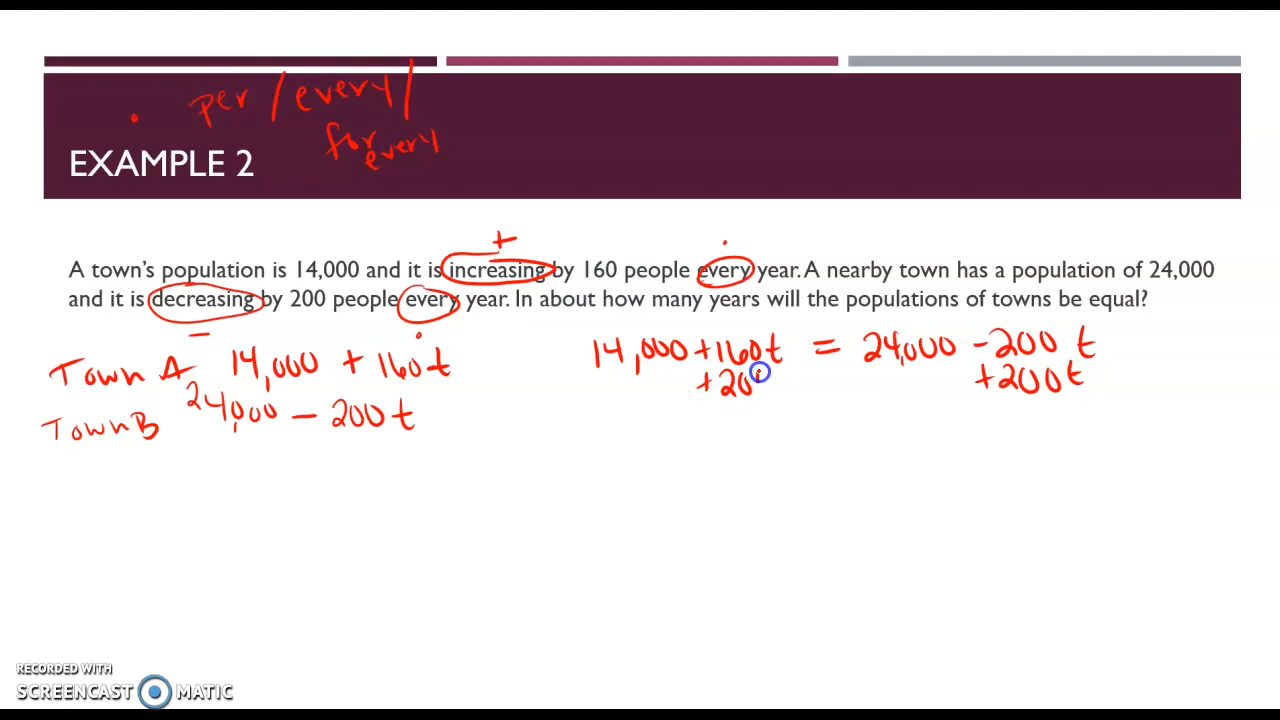 per / every /
for every
EXAMPLE 2
+
A town's population is 14,000 and it is increasing by 160 people every year. A nearby town has a population of 24,000
and it is decreasing by 200 people every year. In about how many years will the populations of towns be equal?
−
14,000 + 160t = 24,000 − 200 t
+20 +200t
Town A 14,000 + 160t
Town B 24,000 − 200t
RECORDED WITH
SCREENCAST MATIC